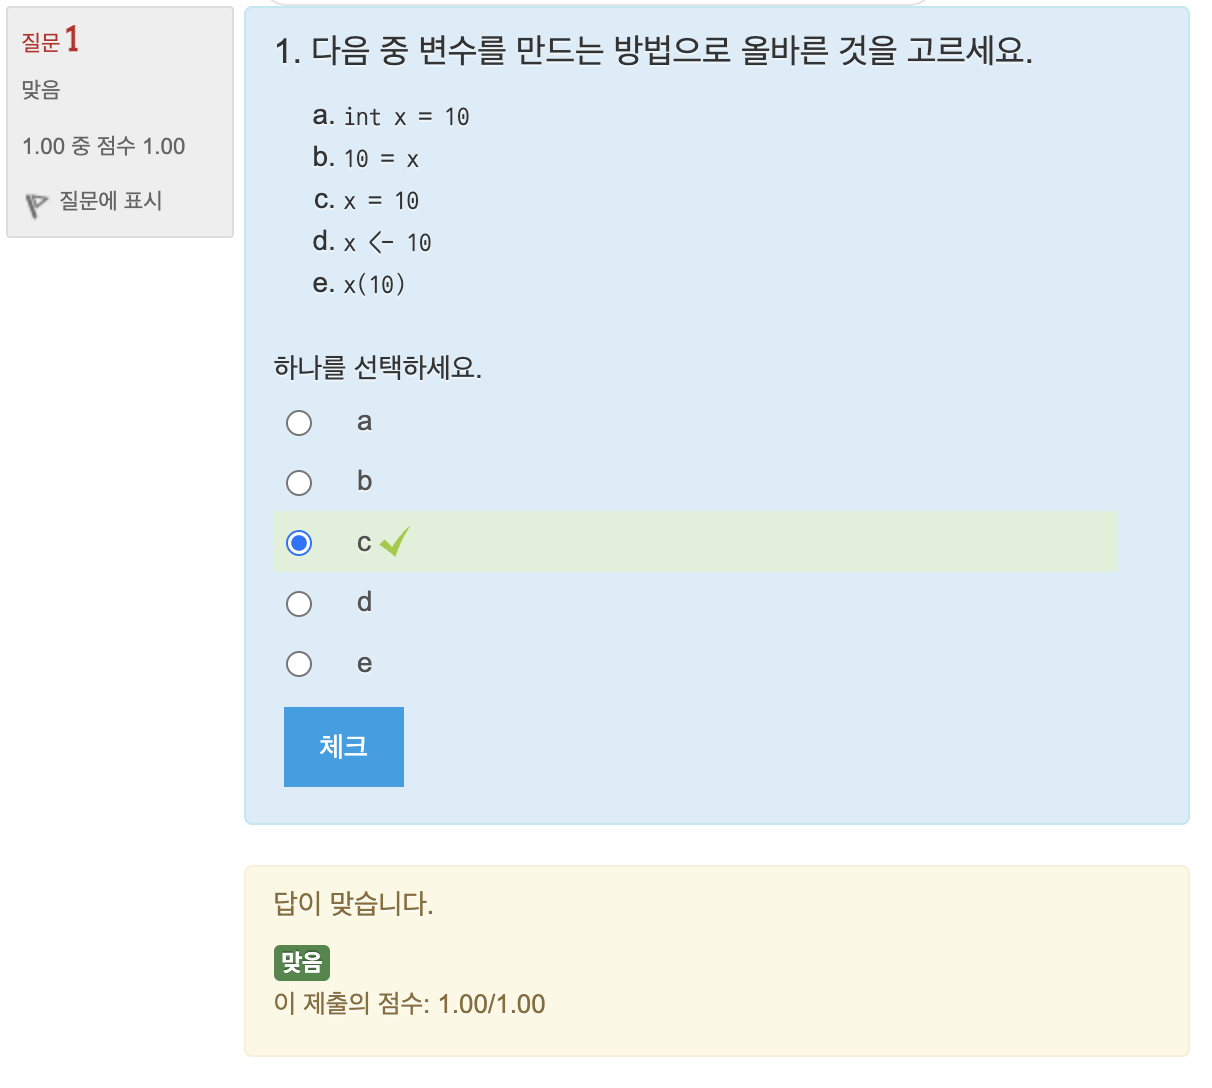 질문 1
맞음
1.00 중 점수 1.00
질문에 표시
1. 다음 중 변수를 만드는 방법으로 올바른 것을 고르세요.
a. int x = 10
b. 10 = x
c. x = 10
d. x <- 10
e. x(10)
하나를 선택하세요.
a
b
c
d
e
체크
답이 맞습니다.
맞음
이 제출의 점수: 1.00/1.00